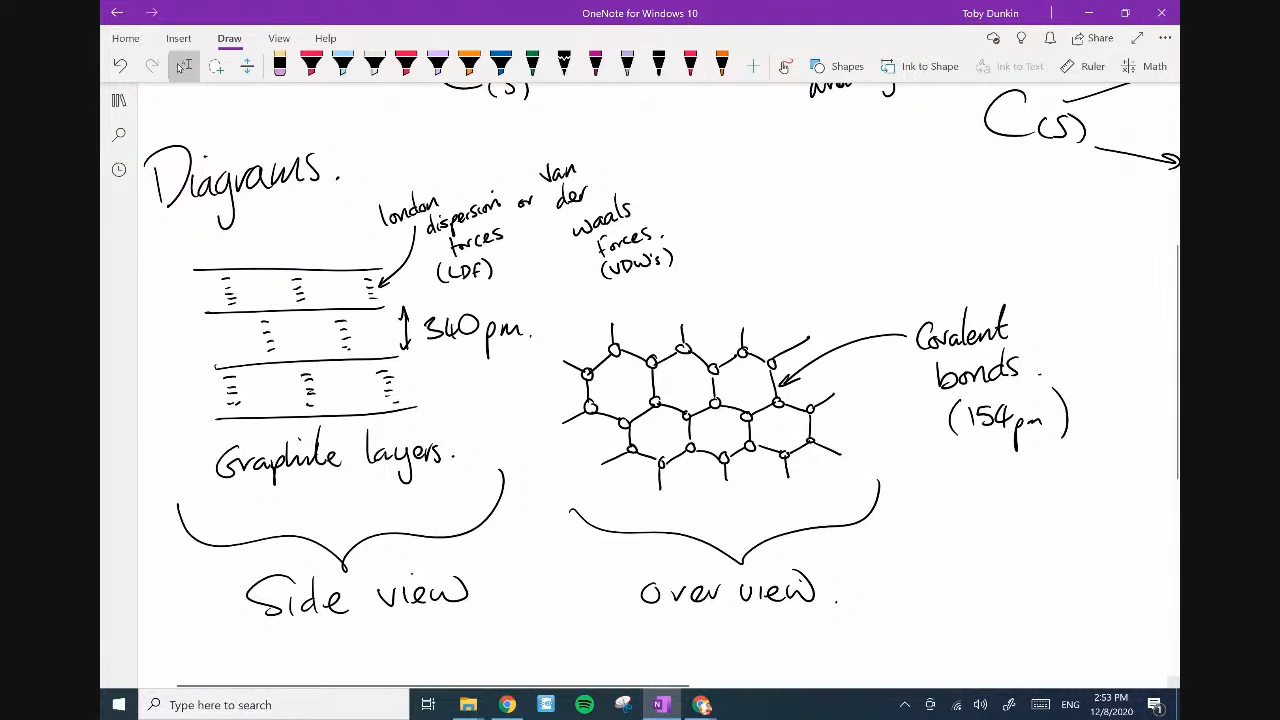 OneNote for Windows 10
Toby Dunkin
Home
Insert
Draw
View
Help
Share
Shapes
Ink to Shape
Ink to Text
Ruler
Math
C(s)
Diagrams.
london
dispersion
forces
(LDF)
or
van
der
waals
forces.
(VDW's)
340pm.
Graphite layers.
Side view
Covalent
bonds.
(154pm)
over view.
Type here to search
ENG
2:53 PM
12/8/2020
1